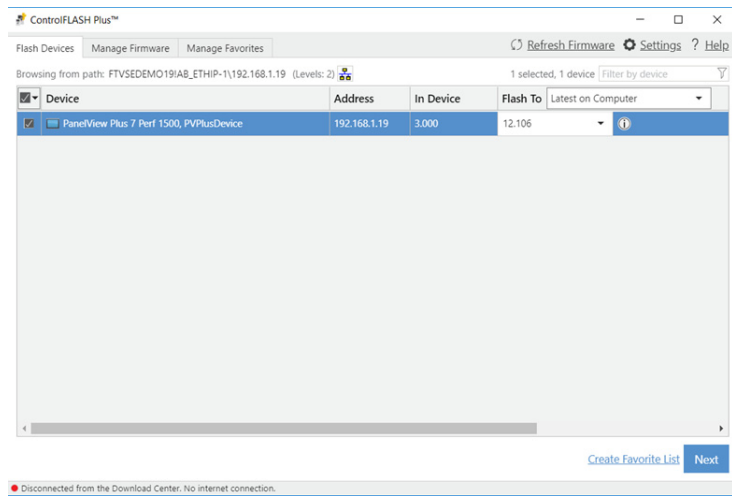 ControlFLASH Plus™
Flash Devices Manage Firmware Manage Favorites Refresh Firmware Settings ? Help
Browsing from path: FTVSEDEMO19!AB_ETHIP-1\192.168.1.19 (Levels: 2) 1 selected, 1 device Filter by device
Device Address In Device Flash To Latest on Computer
PanelView Plus 7 Perf 1500, PVPlusDevice 192.168.1.19 3.000 12.106
Create Favorite List Next
Disconnected from the Download Center. No internet connection.